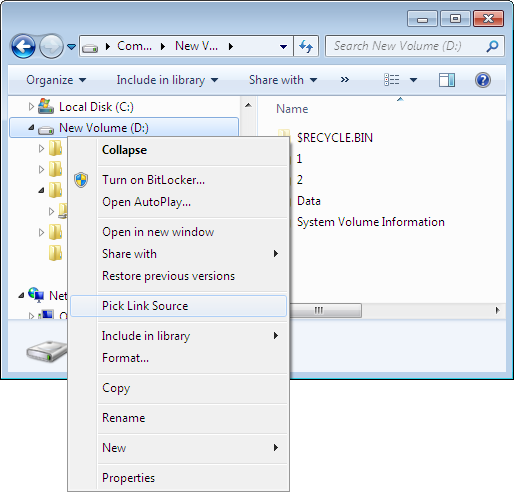 Com...
New V...
Search New Volume (D:)
Organize
Include in library
Share with
»
Local Disk (C:)
New Volume (D:)
Name
$RECYCLE.BIN
1
2
Data
System Volume Information
Collapse
Turn on BitLocker...
Open AutoPlay...
Open in new window
Share with
Restore previous versions
Pick Link Source
Include in library
Format...
Copy
Rename
New
Properties
Net